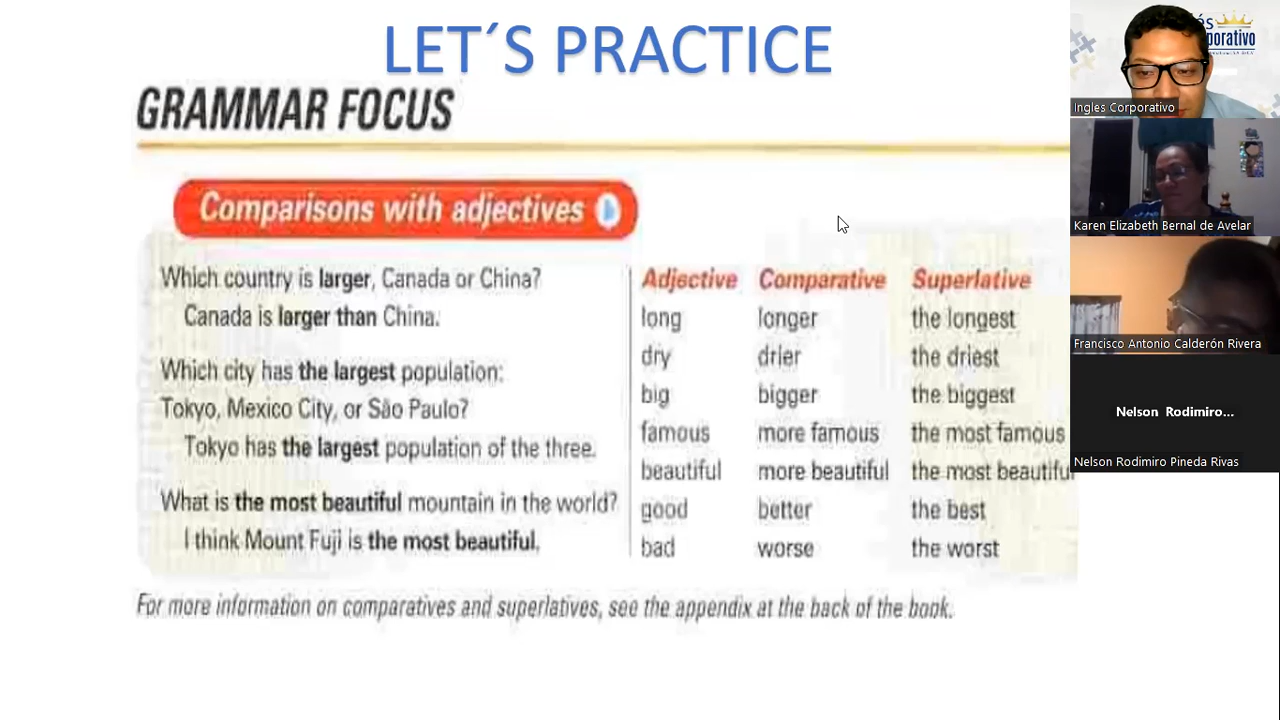 LET´S PRACTICE
GRAMMAR FOCUS
Comparisons with adjectives
Which country is larger, Canada or China?
Canada is larger than China.
Which city has the largest population:
Tokyo, Mexico City, or São Paulo?
Tokyo has the largest population of the three.
What is the most beautiful mountain in the world?
I think Mount Fuji is the most beautiful.
Adjective Comparative Superlative
long longer the longest
dry drier the driest
big bigger the biggest
famous more famous the most famous
beautiful more beautiful the most beautiful
good better the best
bad worse the worst
For more information on comparatives and superlatives, see the appendix at the back of the book.
Ingles Corporativo
Karen Elizabeth Bernal de Avelar
Francisco Antonio Calderón Rivera
Nelson Rodimiro...
Nelson Rodimiro Pineda Rivas